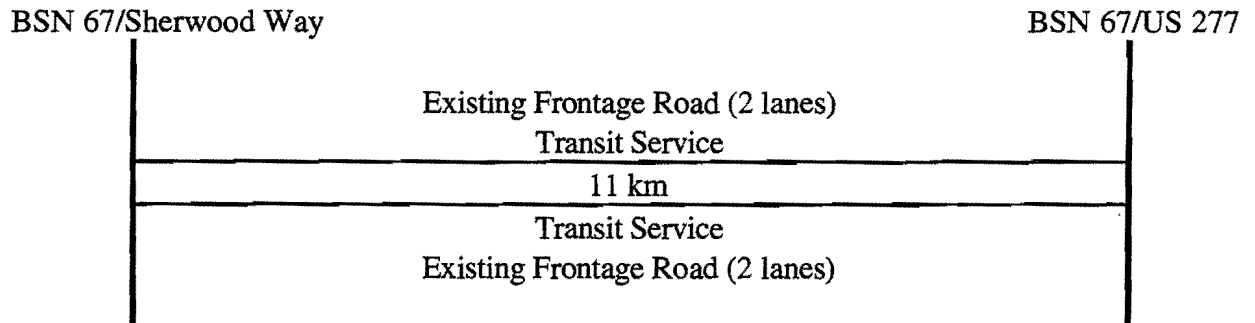 BSN 67/Sherwood Way
BSN 67/US 277
Existing Frontage Road (2 lanes)
Transit Service
11 km
Transit Service
Existing Frontage Road (2 lanes)